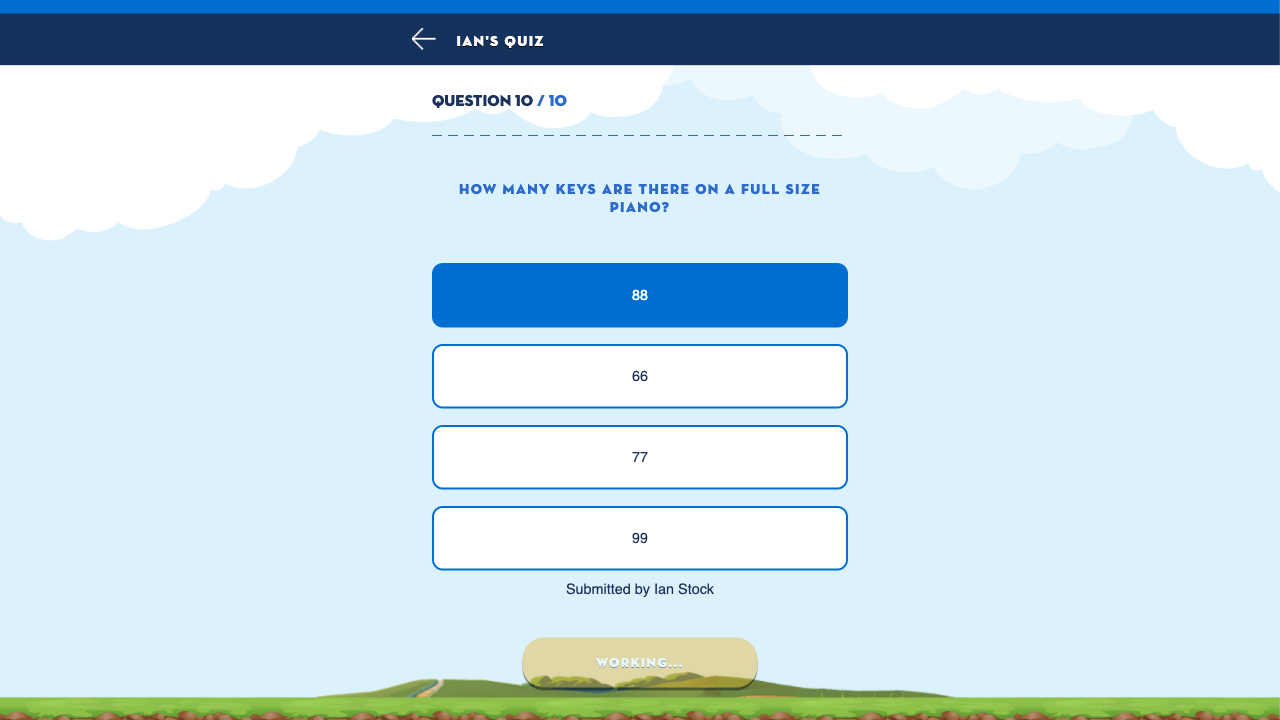 IAN'S QUIZ
QUESTION 10 / 10
HOW MANY KEYS ARE THERE ON A FULL SIZE
PIANO?
88
66
77
99
Submitted by Ian Stock
WORKING...